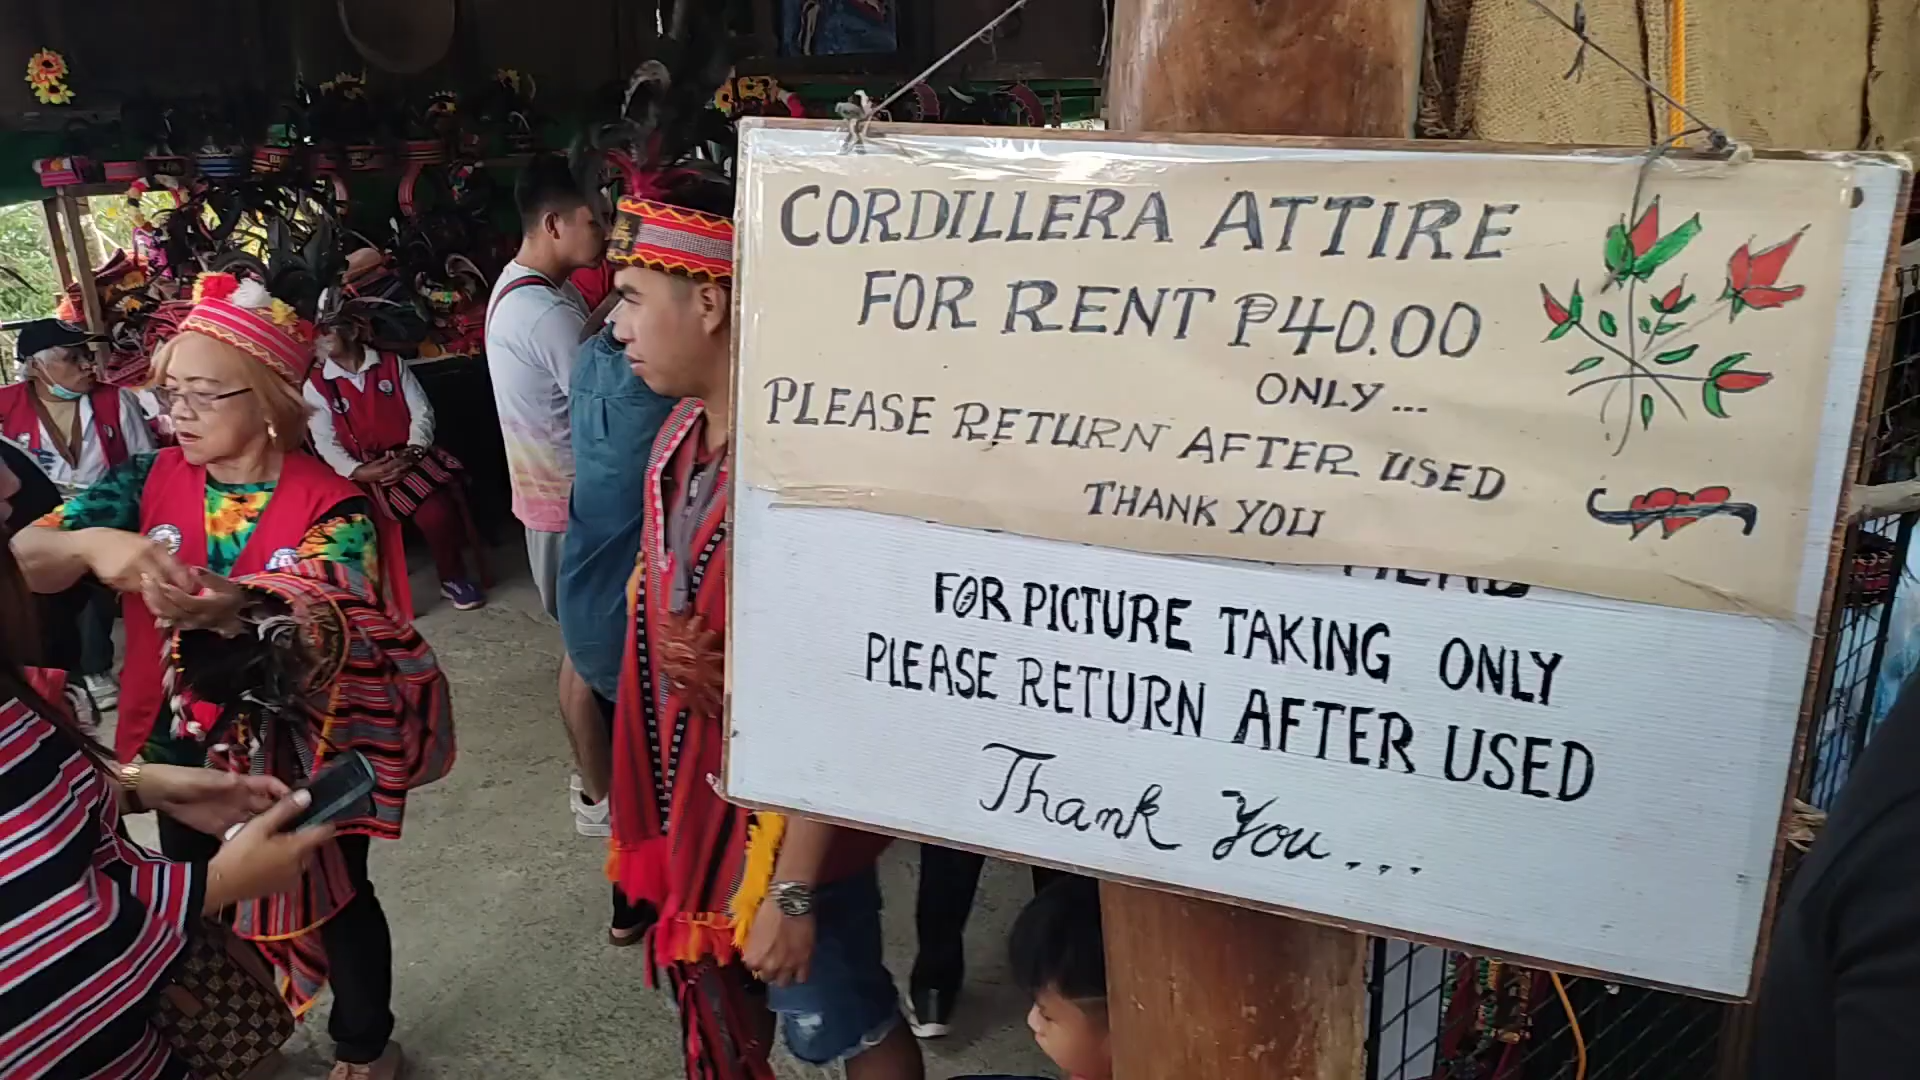 CORDILLERA ATTIRE
FOR RENT ₱40.00
ONLY...
PLEASE RETURN AFTER USED
THANK YOU
FOR PICTURE TAKING ONLY
PLEASE RETURN AFTER USED
Thank You...